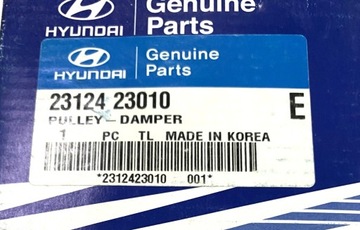 Genuine
HYUNDAI Parts
HYUNDAI Genuine
Parts
23124 23010 E
PULLEY-DAMPER
1 PC TL MADE IN KOREA
*2312423010 001*